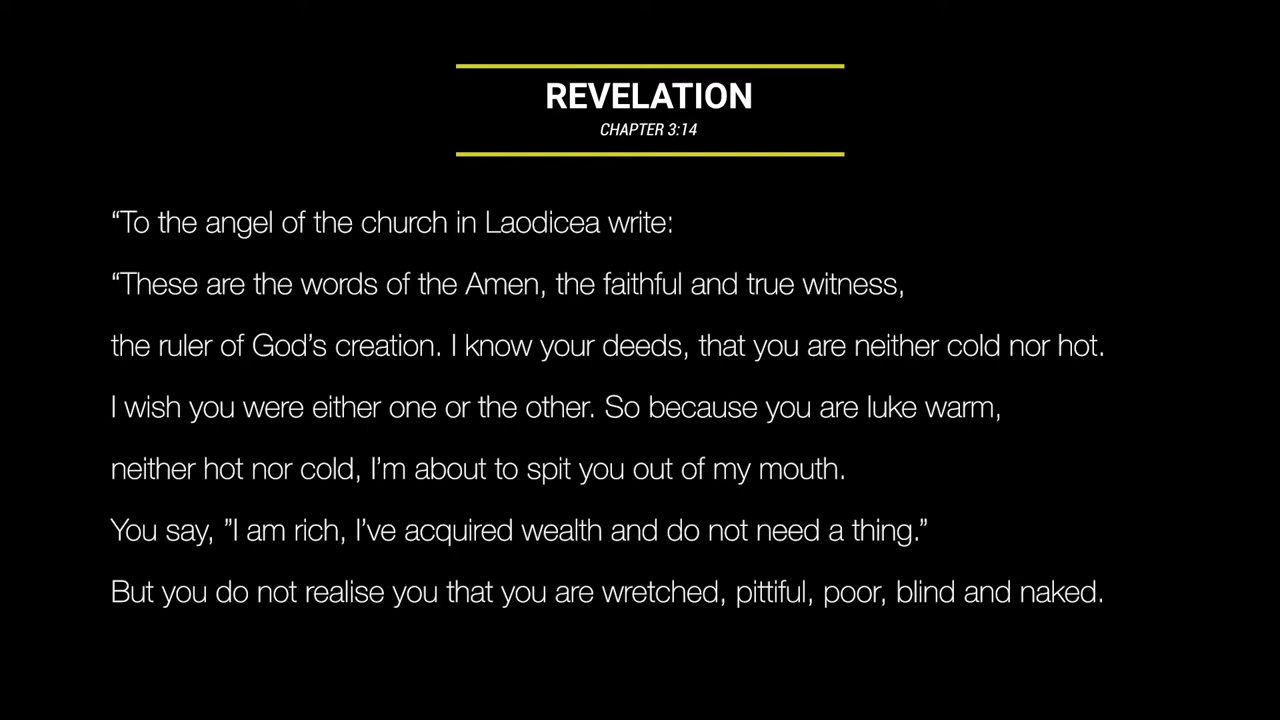 REVELATION
CHAPTER 3:14
“To the angel of the church in Laodicea write:
“These are the words of the Amen, the faithful and true witness,
the ruler of God’s creation. I know your deeds, that you are neither cold nor hot.
I wish you were either one or the other. So because you are luke warm,
neither hot nor cold, I’m about to spit you out of my mouth.
You say, ”I am rich, I’ve acquired wealth and do not need a thing.”
But you do not realise you that you are wretched, pittiful, poor, blind and naked.